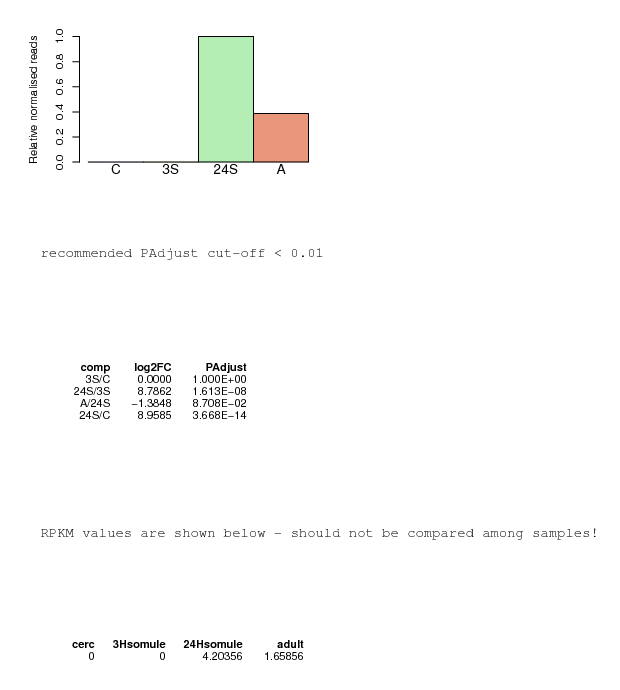 Relative normalised reads
1.0
0.8
0.6
0.4
0.2
0.0
C 3S 24S A
recommended PAdjust cut-off < 0.01
comp log2FC PAdjust
3S/C 0.0000 1.000E+00
24S/3S 8.7862 1.613E-08
A/24S -1.3848 8.708E-02
24S/C 8.9585 3.668E-14
RPKM values are shown below - should not be compared among samples!
cerc 3Hsomule 24Hsomule adult
0 0 4.20356 1.65856